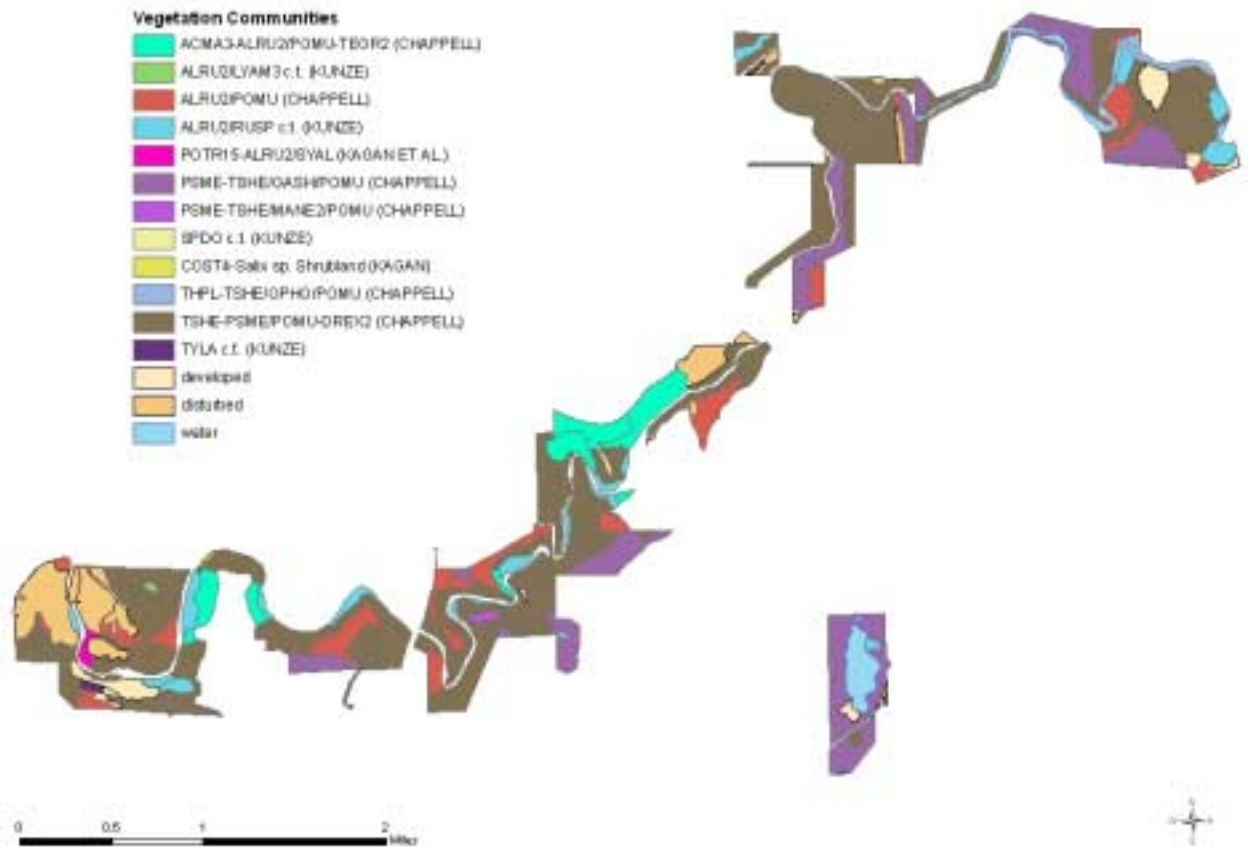 Vegetation Communities
ACMA3-ALRU2/POMU-TEGR2 (CHAPPELL)
ALRU2/LYAM3 c.t. (KUNZE)
ALRU2/POMU (CHAPPELL)
ALRU2/RUSP c.t. (KUNZE)
POTR15-ALRU2/SYAL (KAGAN ET AL.)
PSME-TSHE/GASH/POMU (CHAPPELL)
PSME-TSHE/MANE2/POMU (CHAPPELL)
SPDO c.t. (KUNZE)
COST4-Salix sp. Shrubland (KAGAN)
THPL-TSHE/OPHO/POMU (CHAPPELL)
TSHE-PSME/POMU-DREX2 (CHAPPELL)
TYLA c.t. (KUNZE)
developed
disturbed
water
0 0.5 1 2
Miles